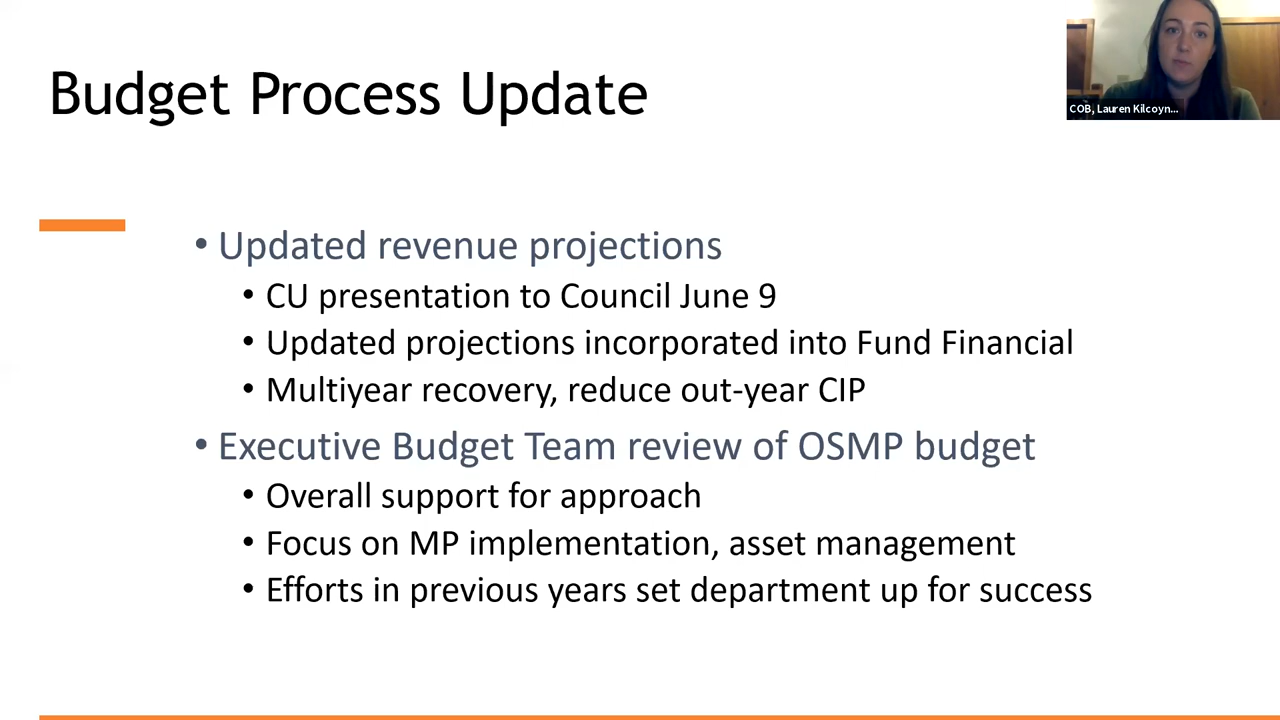 Budget Process Update
COB, Lauren Kilcoyn...
• Updated revenue projections
• CU presentation to Council June 9
• Updated projections incorporated into Fund Financial
• Multiyear recovery, reduce out-year CIP
• Executive Budget Team review of OSMP budget
• Overall support for approach
• Focus on MP implementation, asset management
• Efforts in previous years set department up for success